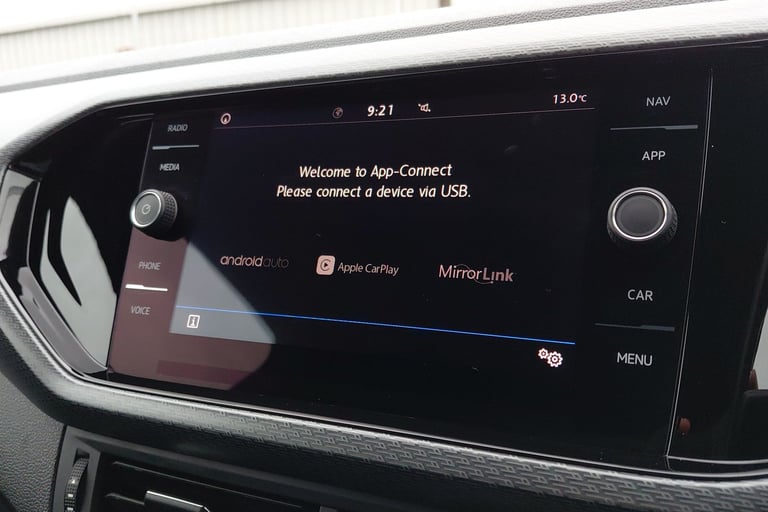 RADIO
MEDIA
PHONE
VOICE
9:21
13.0°C
Welcome to App-Connect
Please connect a device via USB.
androidauto
Apple CarPlay
MirrorLink
NAV
APP
CAR
MENU